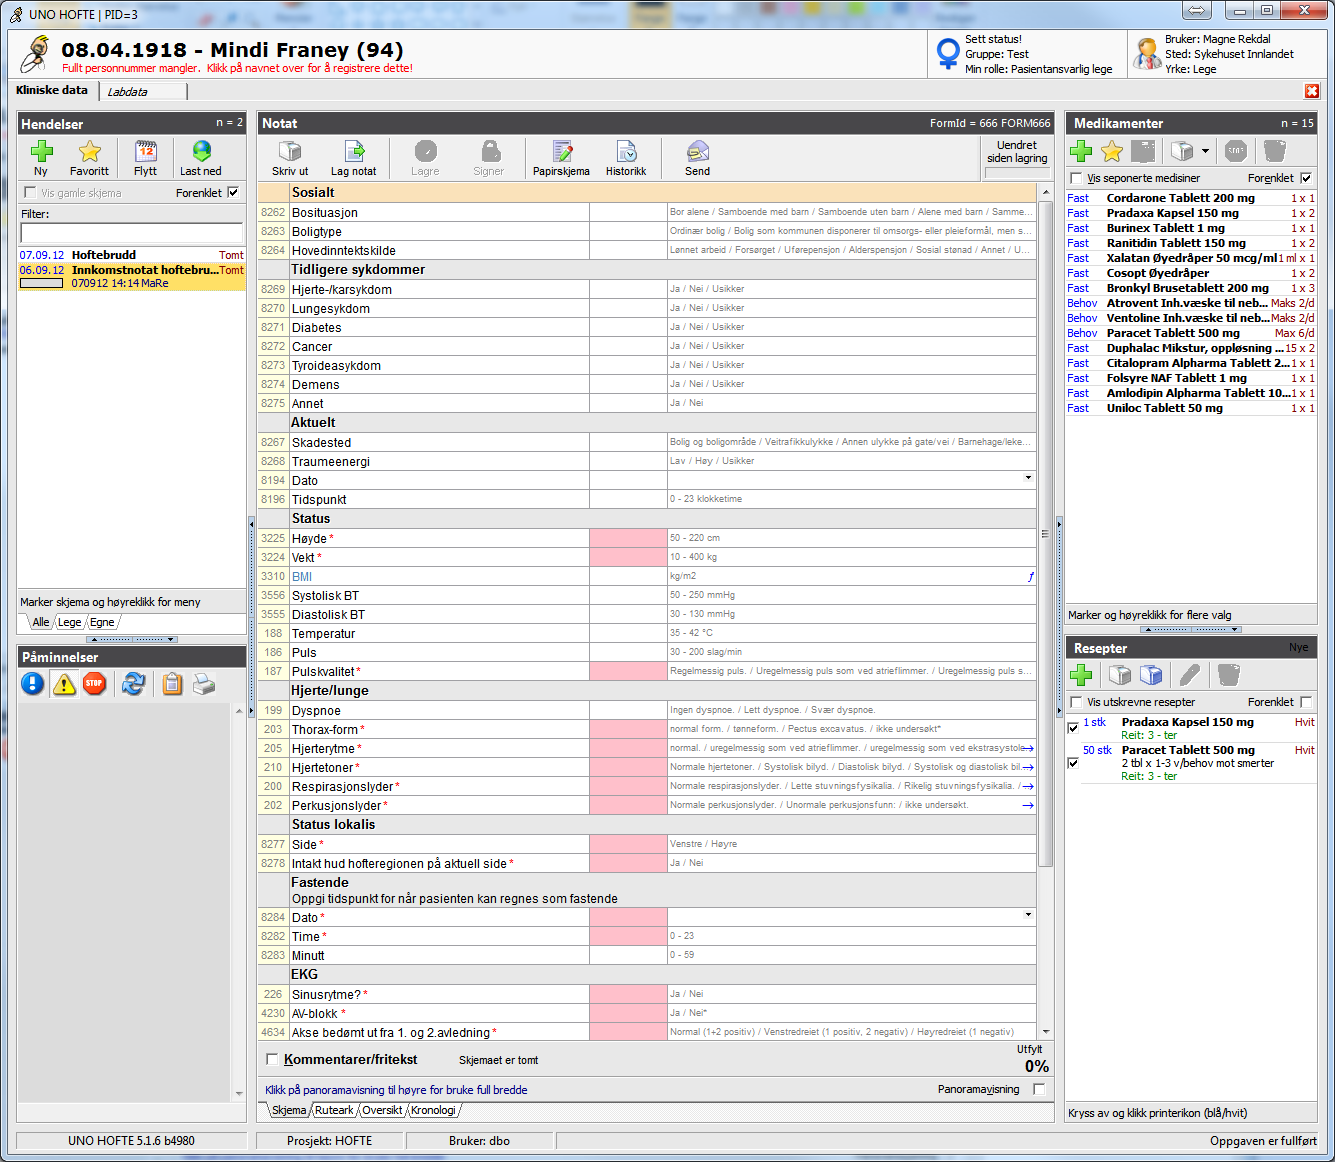 UNO HOFTE | PID=3
08.04.1918 - Mindi Franey (94)
Fullt personnummer mangler. Klikk på navnet over for å registrere dette!
Sett status!
Gruppe: Test
Min rolle: Pasientansvarlig lege
Bruker: Magne Rekdal
Sted: Sykehuset Innlandet
Yrke: Lege
Kliniske data
Labdata
Hendelser n = 2
Ny Favoritt Flytt Last ned
Vis gamle skjema Forenklet
Filter:
07.09.12 Hoftebrudd Tomt
06.09.12 Innkomstnotat hoftebru...Tomt
070912 14:14 MaRe
Marker skjema og høyreklikk for meny
Alle Lege Egne
Påminnelser
STOP
Notat FormId = 666 FORM666
Skriv ut Lag notat Lagre Signer Papirskjema Historikk Send
Uendret
siden lagring
Sosialt
8262 Bosituasjon Bor alene / Samboende med barn / Samboende uten barn / Alene med barn / Samme...
8263 Boligtype Ordinær bolig / Bolig som kommunen disponerer til omsorgs- eller pleieformål, men s...
8264 Hovedinntektskilde Lønnet arbeid / Forsørget / Uførepensjon / Alderspensjon / Sosial stønad / Annet / U...
Tidligere sykdommer
8269 Hjerte-/karsykdom Ja / Nei / Usikker
8270 Lungesykdom Ja / Nei / Usikker
8271 Diabetes Ja / Nei / Usikker
8272 Cancer Ja / Nei / Usikker
8273 Tyroideasykdom Ja / Nei / Usikker
8274 Demens Ja / Nei / Usikker
8275 Annet Ja / Nei
Aktuelt
8267 Skadested Bolig og boligområde / Veitrafikkulykke / Annen ulykke på gate/vei / Barnehage/leke...
8268 Traumeenergi Lav / Høy / Usikker
8194 Dato
8196 Tidspunkt 0 - 23 klokketime
Status
3225 Høyde * 50 - 220 cm
3224 Vekt * 10 - 400 kg
3310 BMI kg/m2 f
3556 Systolisk BT 50 - 250 mmHg
3555 Diastolisk BT 30 - 130 mmHg
188 Temperatur 35 - 42 °C
186 Puls 30 - 200 slag/min
187 Pulskvalitet * Regelmessig puls. / Uregelmessig puls som ved atrieflimmer. / Uregelmessig puls s...
Hjerte/lunge
199 Dyspnoe Ingen dyspnoe. / Lett dyspnoe. / Svær dyspnoe.
203 Thorax-form * normal form. / tønneform. / Pectus excavatus. / ikke undersøkt*
205 Hjerterytme * normal. / uregelmessig som ved atrieflimmer. / uregelmessig som ved ekstrasystole
210 Hjertetoner * Normale hjertetoner. / Systolisk bilyd. / Diastolisk bilyd. / Systolisk og diastolisk bil...
200 Respirasjonslyder * Normale respirasjonslyder. / Lette stuvningsfysikalia. / Rikelig stuvningsfysikalia. /
202 Perkusjonslyder * Normale perkusjonslyder. / Unormale perkusjonsfunn: / ikke undersøkt.
Status lokalis
8277 Side * Venstre / Høyre
8278 Intakt hud hofteregionen på aktuell side * Ja / Nei
Fastende
Oppgi tidspunkt for når pasienten kan regnes som fastende
8284 Dato *
8282 Time * 0 - 23
8283 Minutt 0 - 59
EKG
226 Sinusrytme? * Ja / Nei
4230 AV-blokk * Ja / Nei*
4634 Akse bedømt ut fra 1. og 2.avledning * Normal (1+2 positiv) / Venstredreiet (1 positiv, 2 negativ) / Høyredreiet (1 negativ)
Kommentarer/fritekst Skjemaet er tomt
Utfylt
0%
Klikk på panoramavisning til høyre for bruke full bredde Panoramavisning
Skjema Ruteark Oversikt Kronologi
Medikamenter n = 15
Vis seponerte medisiner Forenklet
Fast Cordarone Tablett 200 mg 1 x 1
Fast Pradaxa Kapsel 150 mg 1 x 2
Fast Burinex Tablett 1 mg 1 x 1
Fast Ranitidin Tablett 150 mg 1 x 2
Fast Xalatan Øyedråper 50 mcg/ml 1 ml x 1
Fast Cosopt Øyedråper 1 x 2
Fast Bronkyl Brusetablett 200 mg 1 x 3
Behov Atrovent Inh.væske til neb... Maks 2/d
Behov Ventoline Inh.væske til neb... Maks 2/d
Behov Paracet Tablett 500 mg Max 6/d
Fast Duphalac Mikstur, oppløsning ... 15 x 2
Fast Citalopram Alpharma Tablett 2... 1 x 1
Fast Folsyre NAF Tablett 1 mg 1 x 1
Fast Amlodipin Alpharma Tablett 10... 1 x 1
Fast Uniloc Tablett 50 mg 1 x 1
Marker og høyreklikk for flere valg
Resepter Nye
Vis utskrevne resepter Forenklet
1 stk Pradaxa Kapsel 150 mg Hvit
Reit: 3 - ter
50 stk Paracet Tablett 500 mg Hvit
2 tbl x 1-3 v/behov mot smerter
Reit: 3 - ter
Kryss av og klikk printerikon (blå/hvit)
UNO HOFTE 5.1.6 b4980 Prosjekt: HOFTE Bruker: dbo Oppgaven er fullført